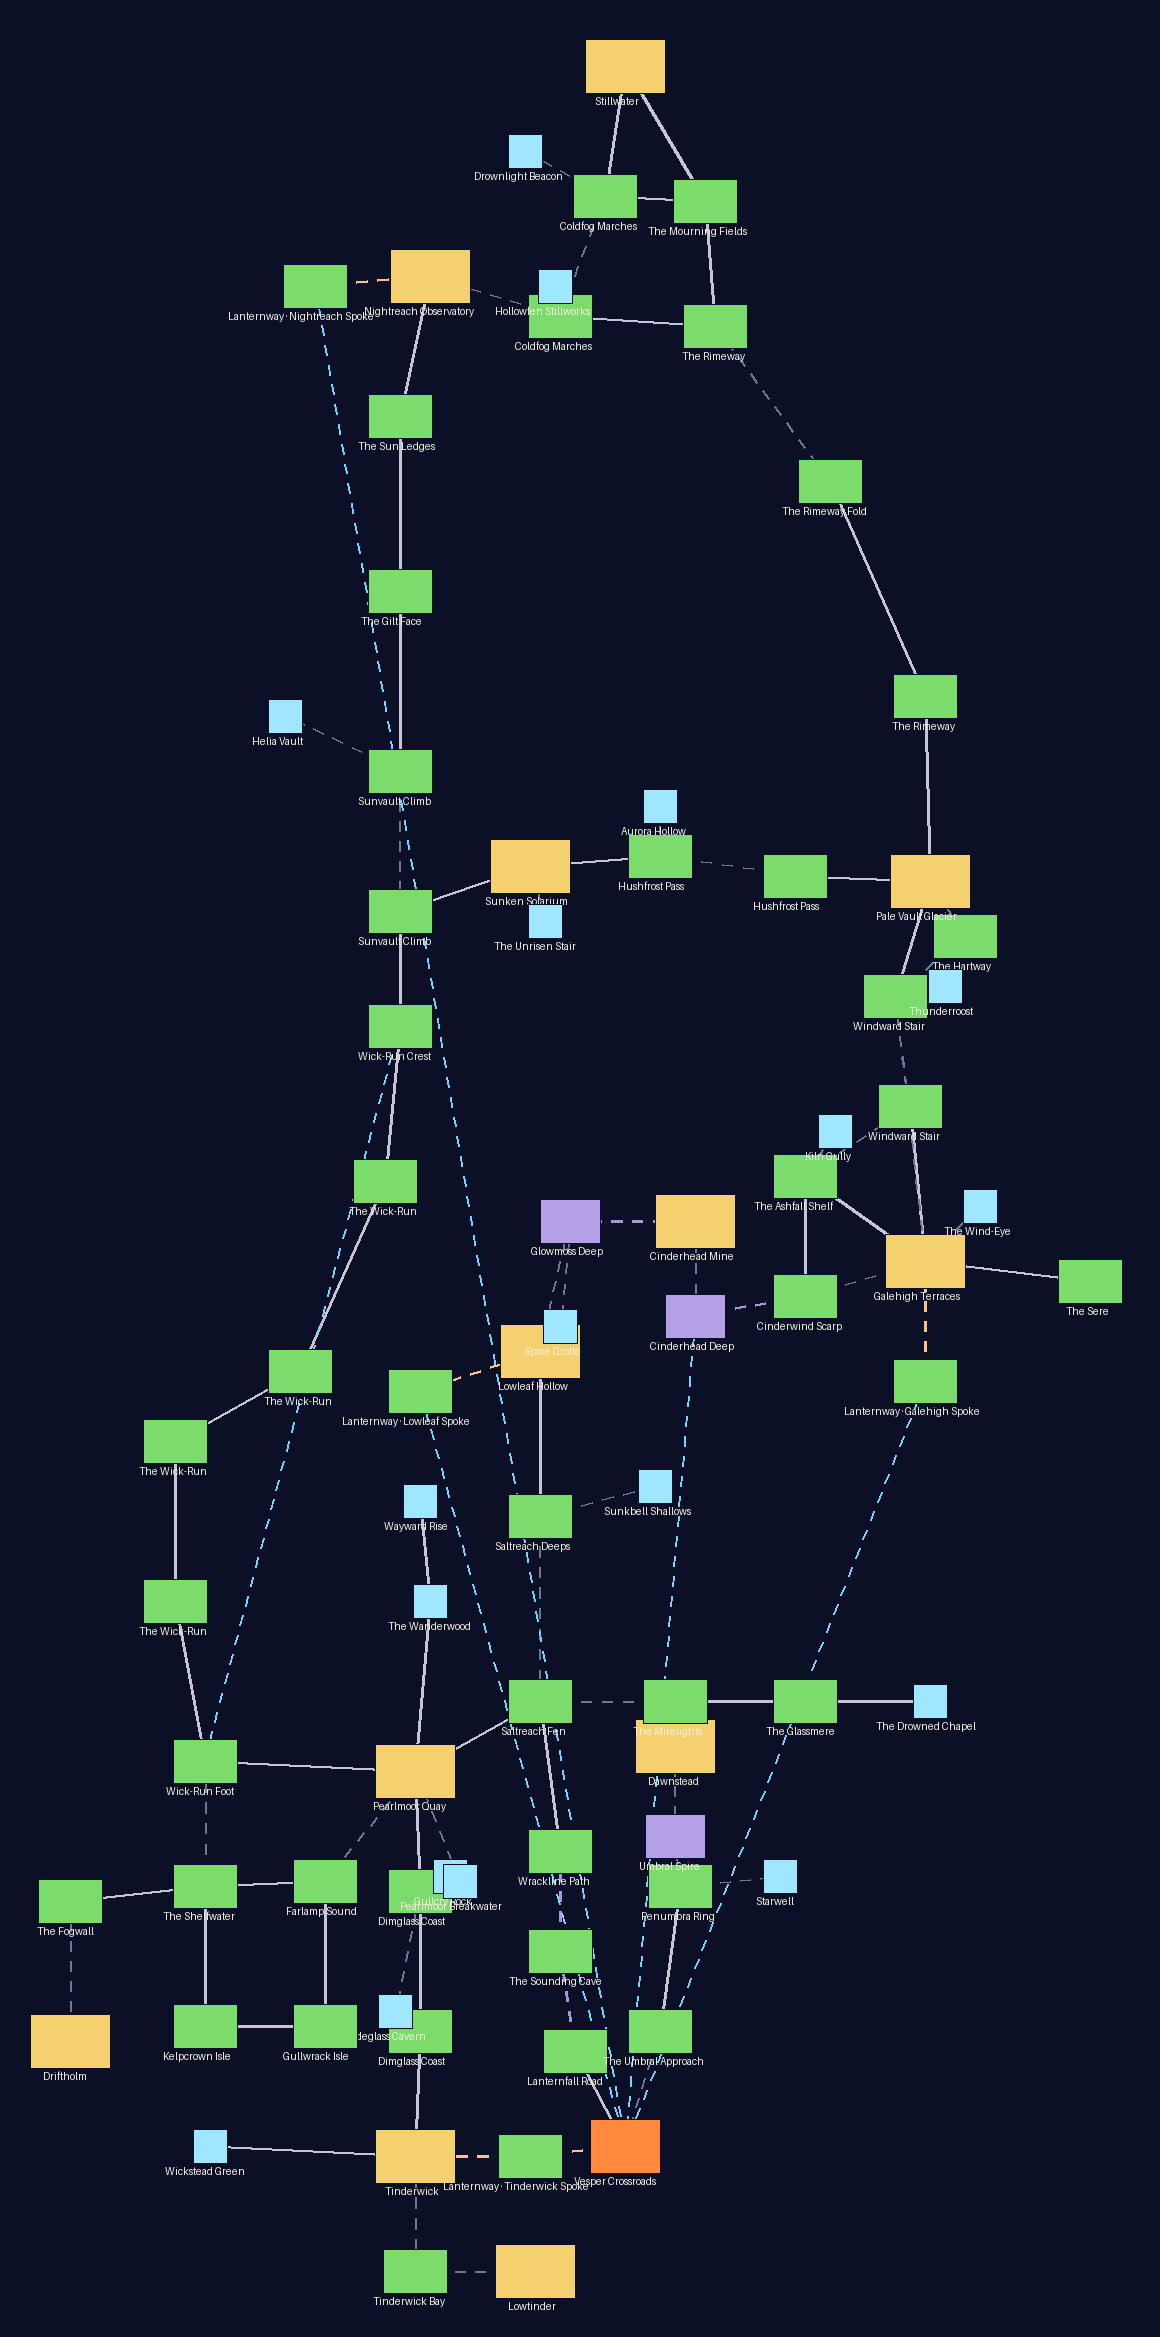 Stillwater
Drownlight Beacon
Coldfog Marches
The Mourning Fields
Lanternway · Nightreach Spoke
Nightreach Observatory
Hollowfen Stillworks
Coldfog Marches
The Rimeway
The Sun Ledges
The Rimeway Fold
The Gilt Face
The Rimeway
Helia Vault
Sunvault Climb
Aurora Hollow
Hushfrost Pass
Sunken Solarium
Hushfrost Pass
Pale Vault Glacier
Sunvault Climb
The Unrisen Stair
The Hartway
Thunderroost
Windward Stair
Wick-Run Crest
Windward Stair
Kiln Gully
The Wick-Run
The Ashfall Shelf
The Wind-Eye
Glowmoss Deep
Cinderhead Mine
Galehigh Terraces
The Sere
Cinderwind Scarp
Cinderhead Deep
Spore Grotto
Lowleaf Hollow
The Wick-Run
Lanternway · Lowleaf Spoke
Lanternway · Galehigh Spoke
The Wick-Run
Sunkbell Shallows
Wayward Rise
Saltreach Deeps
The Wanderwood
The Wick-Run
Saltreach Fen
The Mirelights
The Glassmere
The Drowned Chapel
Dawnstead
Wick-Run Foot
Pearlmoor Quay
Umbral Spire
Wrackline Path
Gullcry Rock
Pearlmoor Breakwater
Starwell
The Shelfwater
Farlamp Sound
Dimglass Coast
Penumbra Ring
The Fogwall
The Sounding Cave
Kelpcrown Isle
Gullwrack Isle
deglass Cavern
Dimglass Coast
The Umbral Approach
Driftholm
Lanternfall Road
Wickstead Green
Tinderwick
Lanternway · Tinderwick Spoke
Vesper Crossroads
Tinderwick Bay
Lowtinder